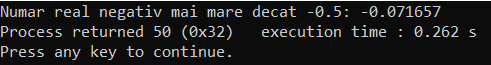 Numar real negativ mai mare decat -0.5: -0.071657
Process returned 50 (0x32)   execution time : 0.262 s
Press any key to continue.